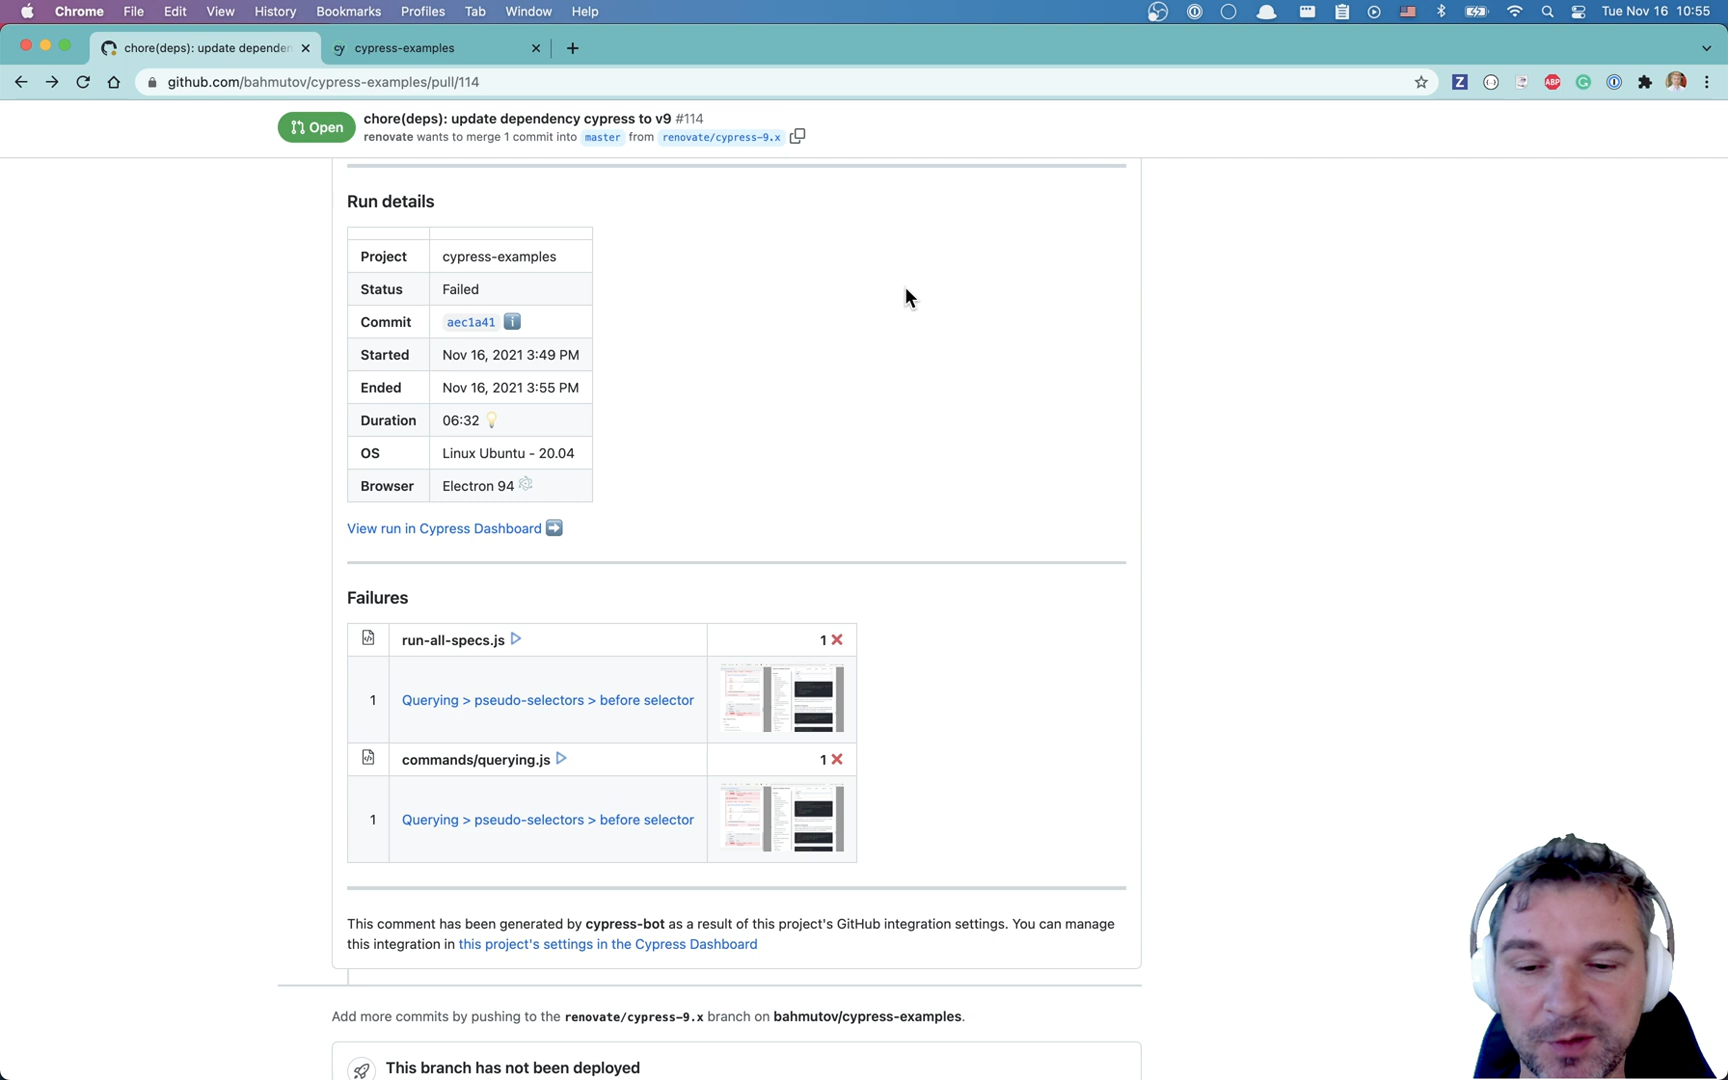 Chrome File Edit View History Bookmarks Profiles Tab Window Help Tue Nov 16 10:55
chore(deps): update dependen cy cypress-examples
github.com/bahmutov/cypress-examples/pull/114
Open
chore(deps): update dependency cypress to v9 #114
renovate wants to merge 1 commit into master from renovate/cypress-9.x
Run details
Project cypress-examples
Status Failed
Commit aec1a41
Started Nov 16, 2021 3:49 PM
Ended Nov 16, 2021 3:55 PM
Duration 06:32
OS Linux Ubuntu - 20.04
Browser Electron 94
View run in Cypress Dashboard
Failures
run-all-specs.js 1
1 Querying > pseudo-selectors > before selector
commands/querying.js 1
1 Querying > pseudo-selectors > before selector
This comment has been generated by cypress-bot as a result of this project's GitHub integration settings. You can manage
this integration in this project's settings in the Cypress Dashboard
Add more commits by pushing to the renovate/cypress-9.x branch on bahmutov/cypress-examples.
This branch has not been deployed